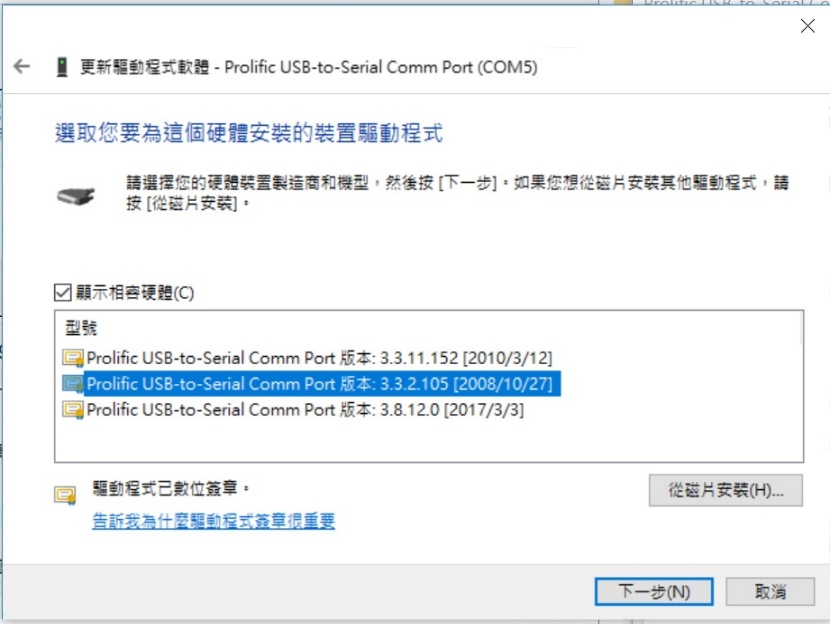 更新驅動程式軟體 - Prolific USB-to-Serial Comm Port (COM5)
選取您要為這個硬體安裝的裝置驅動程式
請選擇您的硬體裝置製造商和機型，然後按 [下一步]。如果您想從磁片安裝其他驅動程式，請
按 [從磁片安裝]。
顯示相容硬體(C)
型號
Prolific USB-to-Serial Comm Port 版本: 3.3.11.152 [2010/3/12]
Prolific USB-to-Serial Comm Port 版本: 3.3.2.105 [2008/10/27]
Prolific USB-to-Serial Comm Port 版本: 3.8.12.0 [2017/3/3]
驅動程式已數位簽章。
從磁片安裝(H)...
告訴我為什麼驅動程式簽章很重要
下一步(N)
取消